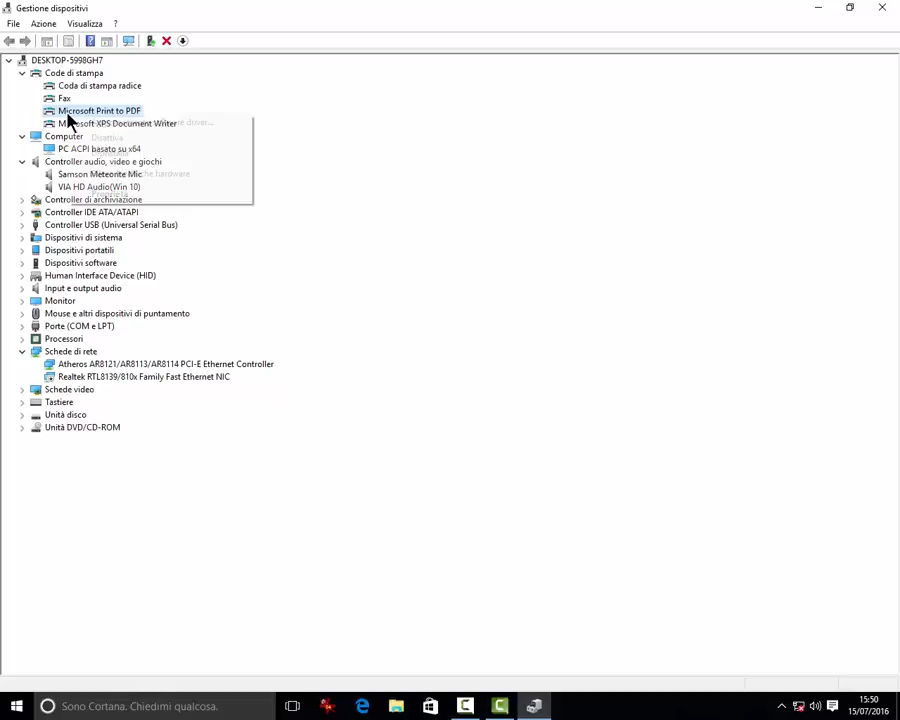 Gestione dispositivi
File Azione Visualizza ?
DESKTOP-5998GH7
Code di stampa
Coda di stampa radice
Fax
Microsoft Print to PDF
Microsoft XPS Document Writer
driver...
Computer
Disattiva
PC ACPI basato su x64
Controller audio, video e giochi
Samson Meteorite Mic
hardware
VIA HD Audio(Win 10)
Proprietà
Controller di archiviazione
Controller IDE ATA/ATAPI
Controller USB (Universal Serial Bus)
Dispositivi di sistema
Dispositivi portatili
Dispositivi software
Human Interface Device (HID)
Input e output audio
Monitor
Mouse e altri dispositivi di puntamento
Porte (COM e LPT)
Processori
Schede di rete
Atheros AR8121/AR8113/AR8114 PCI-E Ethernet Controller
Realtek RTL8139/810x Family Fast Ethernet NIC
Schede video
Tastiere
Unità disco
Unità DVD/CD-ROM
Sono Cortana. Chiedimi qualcosa.
15:50
15/07/2016